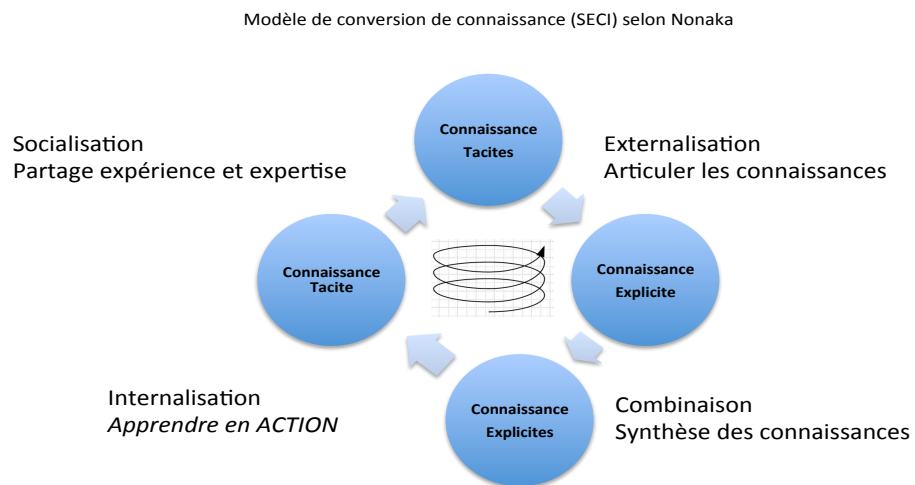 Modèle de conversion de connaissance (SECI) selon Nonaka
Connaissance
Tacites
Socialisation
Partage expérience et expertise
Externalisation
Articuler les connaissances
Connaissance
Tacite
Connaissance
Explicite
Internalisation
Apprendre en ACTION
Connaissance
Explicites
Combinaison
Synthèse des connaissances